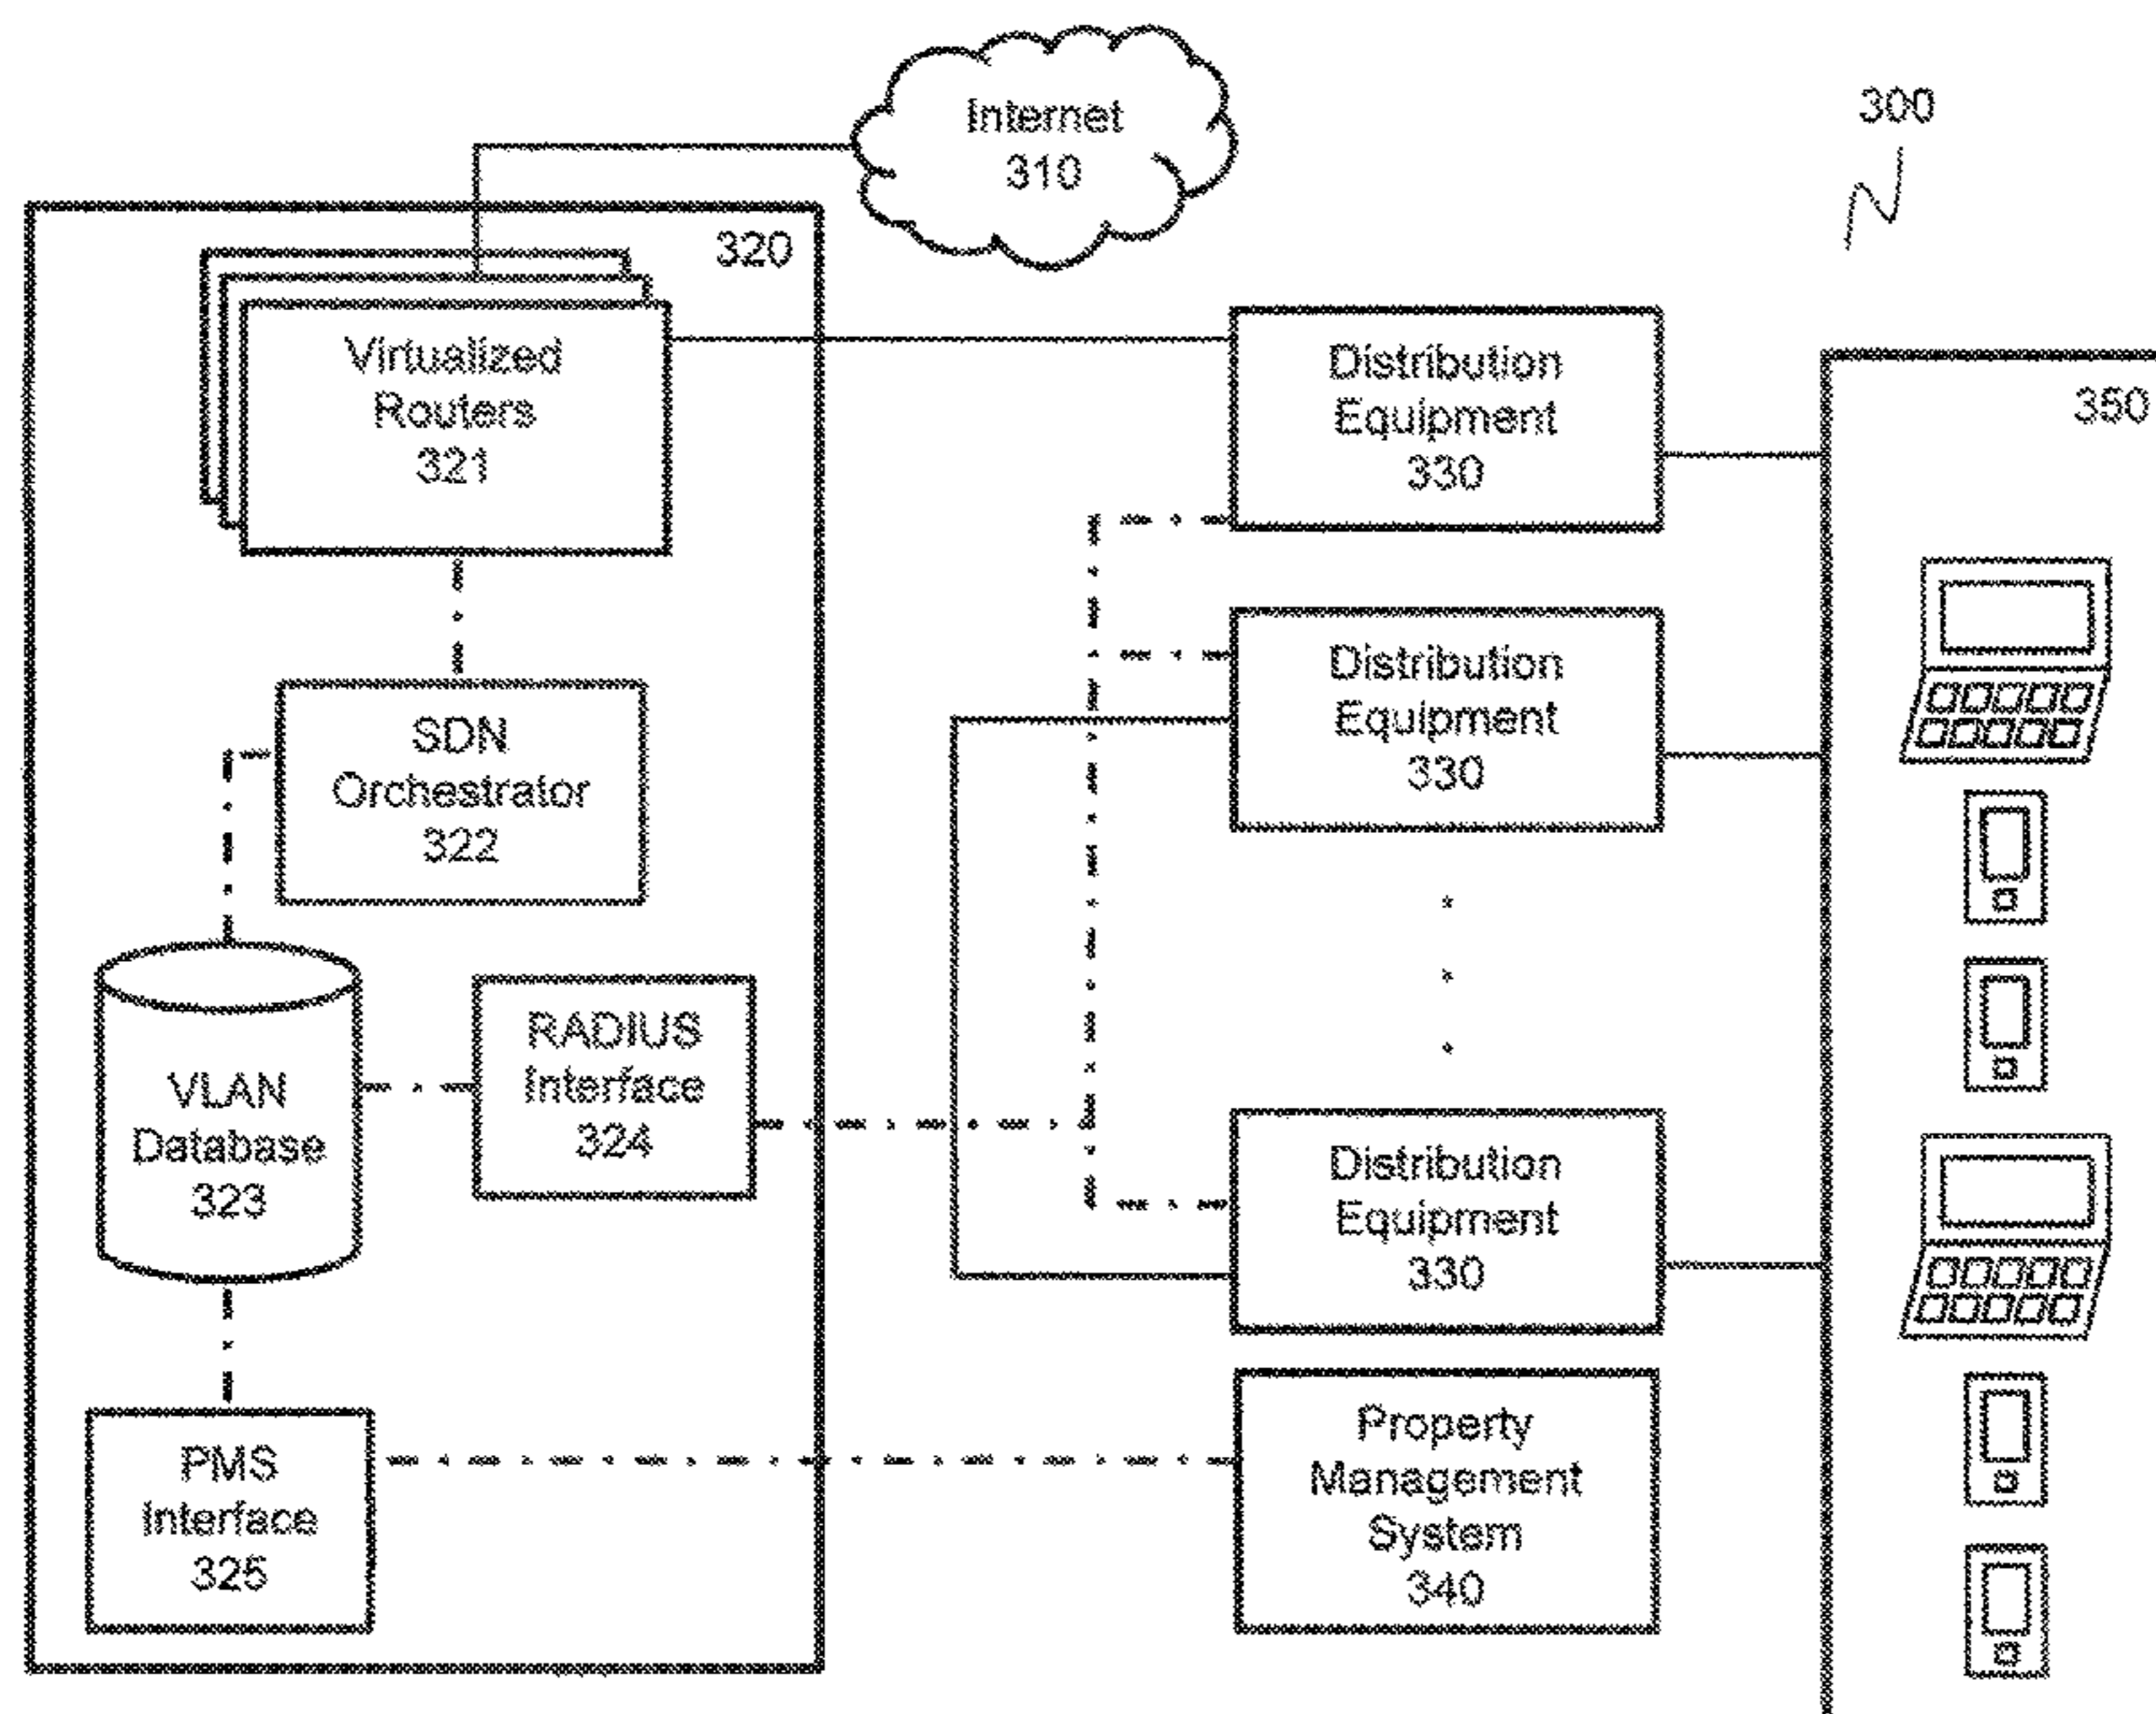 Internet
310
300
320
Virtualized
Routers
321
Distribution
Equipment
330
350
SDN
Orchestrator
322
Distribution
Equipment
330
VLAN
Database
323
RADIUS
Interface
324
Distribution
Equipment
330
PMS
Interface
325
Property
Management
System
340